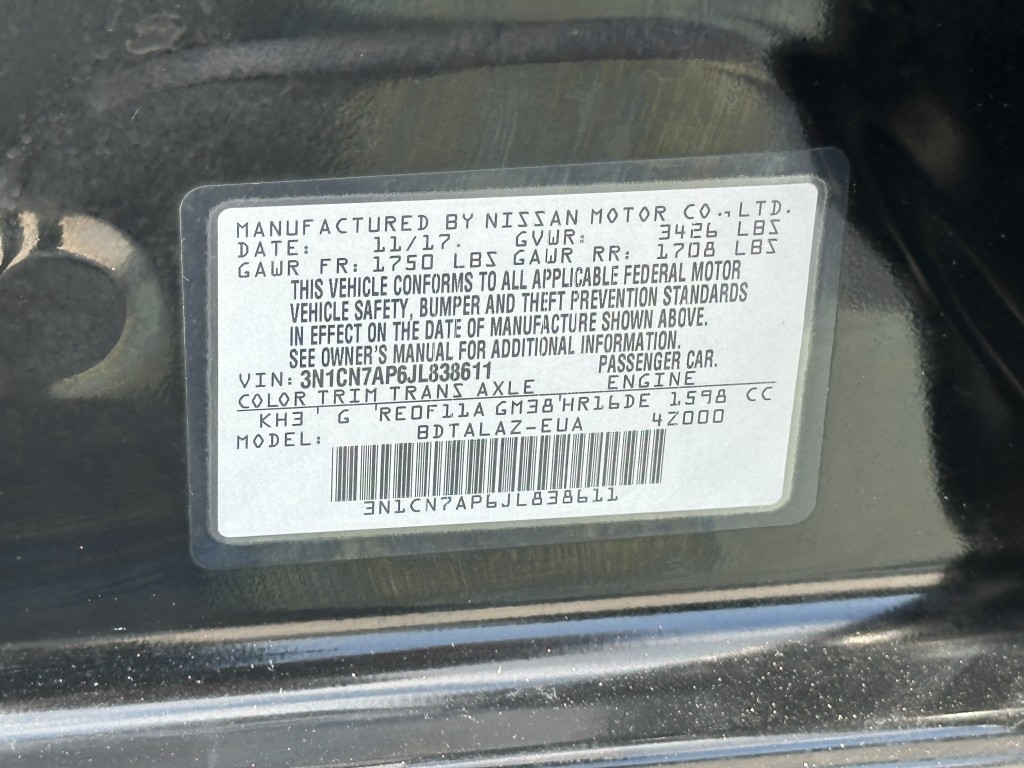 MANUFACTURED BY NISSAN MOTOR CO., LTD.
DATE: 11/17. GVWR: 3426 LBS
GAWR FR: 1750 LBS GAWR RR: 1708 LBS
THIS VEHICLE CONFORMS TO ALL APPLICABLE FEDERAL MOTOR
VEHICLE SAFETY, BUMPER AND THEFT PREVENTION STANDARDS
IN EFFECT ON THE DATE OF MANUFACTURE SHOWN ABOVE.
SEE OWNER'S MANUAL FOR ADDITIONAL INFORMATION.
VIN: 3N1CN7AP6JL838611 PASSENGER CAR.
COLOR TRIM TRANS AXLE ENGINE
KH3 ' G 'RE0F11A GM38'HR16DE 1,598 CC
MODEL: BDTALAZ-EUA 4Z000
3N1CN7AP6JL838611